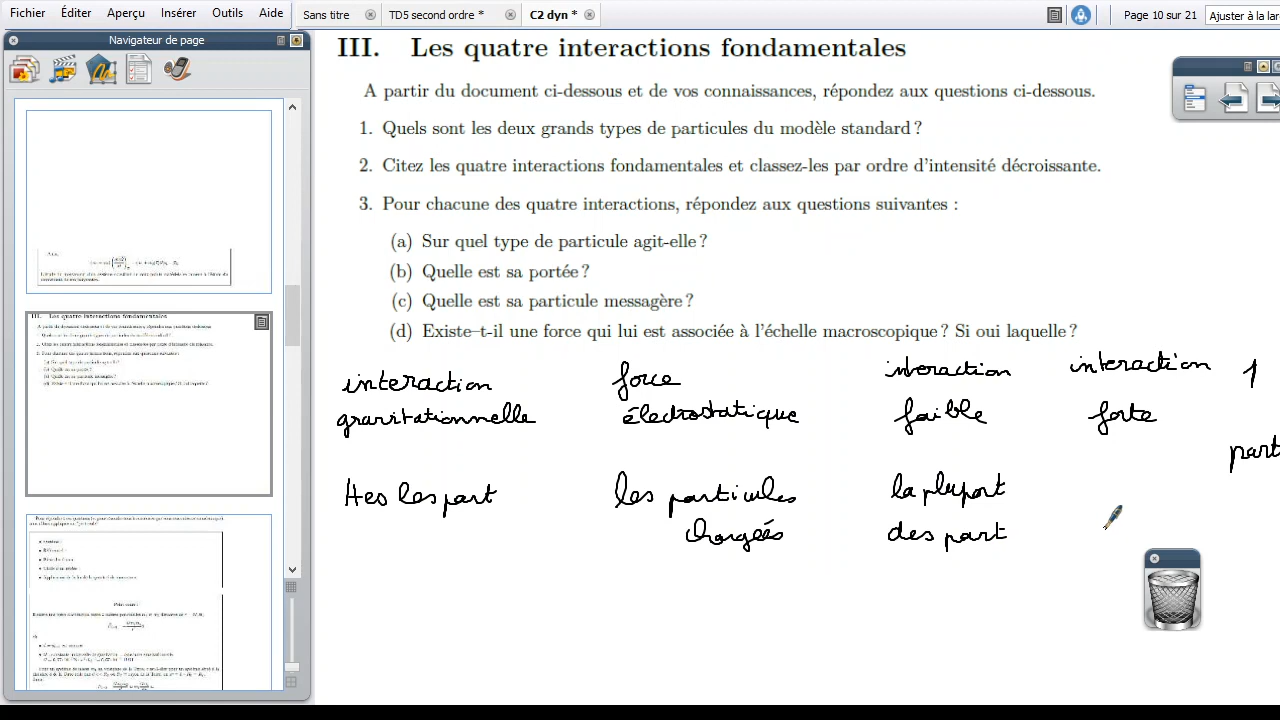 Fichier Éditer Aperçu Insérer Outils Aide
Sans titre TD5 second ordre * C2 dyn *
Page 10 sur 21 Ajuster à la lar
Navigateur de page
III. Les quatre interactions fondamentales
A partir du document ci-dessous et de vos connaissances, répondez aux questions ci-dessous.
1. Quels sont les deux grands types de particules du modèle standard ?
2. Citez les quatre interactions fondamentales et classez-les par ordre d'intensité décroissante.
3. Pour chacune des quatre interactions, répondez aux questions suivantes :
(a) Sur quel type de particule agit-elle ?
(b) Quelle est sa portée ?
(c) Quelle est sa particule messagère ?
(d) Existe-t-il une force qui lui est associée à l'échelle macroscopique ? Si oui laquelle ?
interaction force interaction interaction 1
gravitationnelle électrostatique faible forte
part
ttes les part les particules la plupart
chargées des part